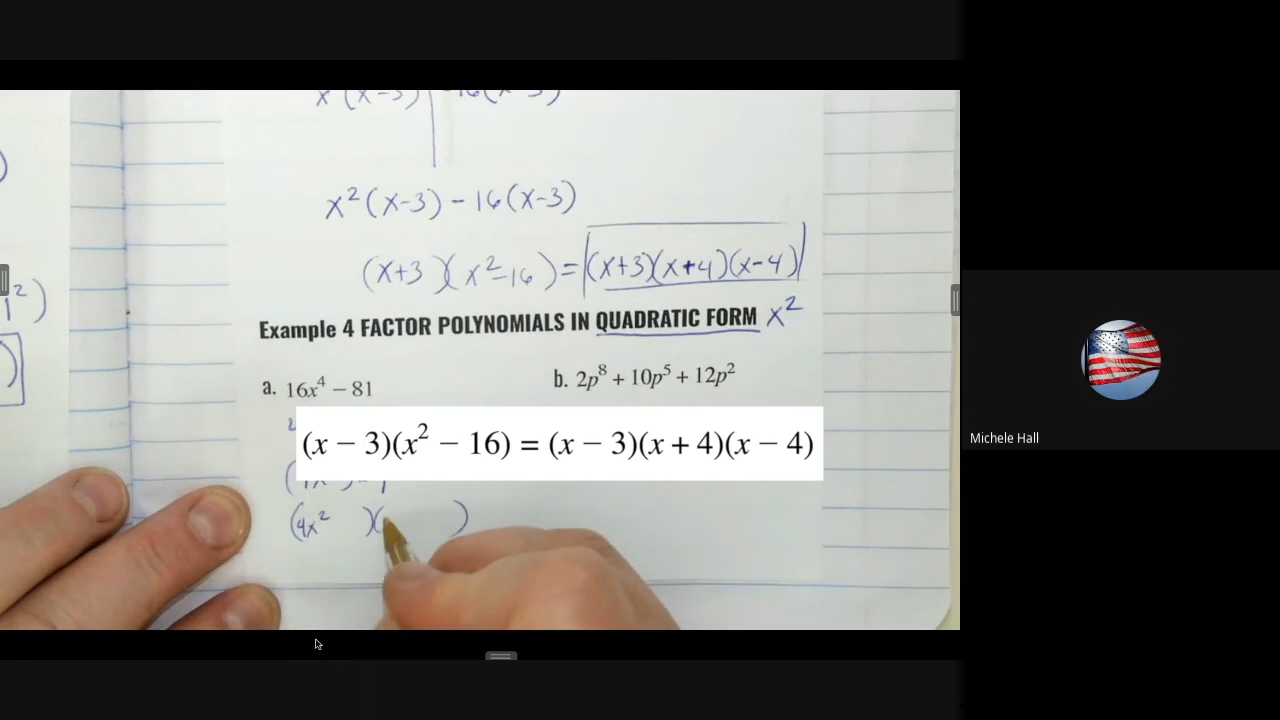 x²(x-3) - 16(x-3)
(x+3)(x²-16) = (x+3)(x+4)(x-4)
Example 4 FACTOR POLYNOMIALS IN QUADRATIC FORM x²
a. 16x⁴ − 81
b. 2p⁸ + 10p⁵ + 12p²
(x − 3)(x² − 16) = (x − 3)(x + 4)(x − 4)
(4x² )( )
Michele Hall